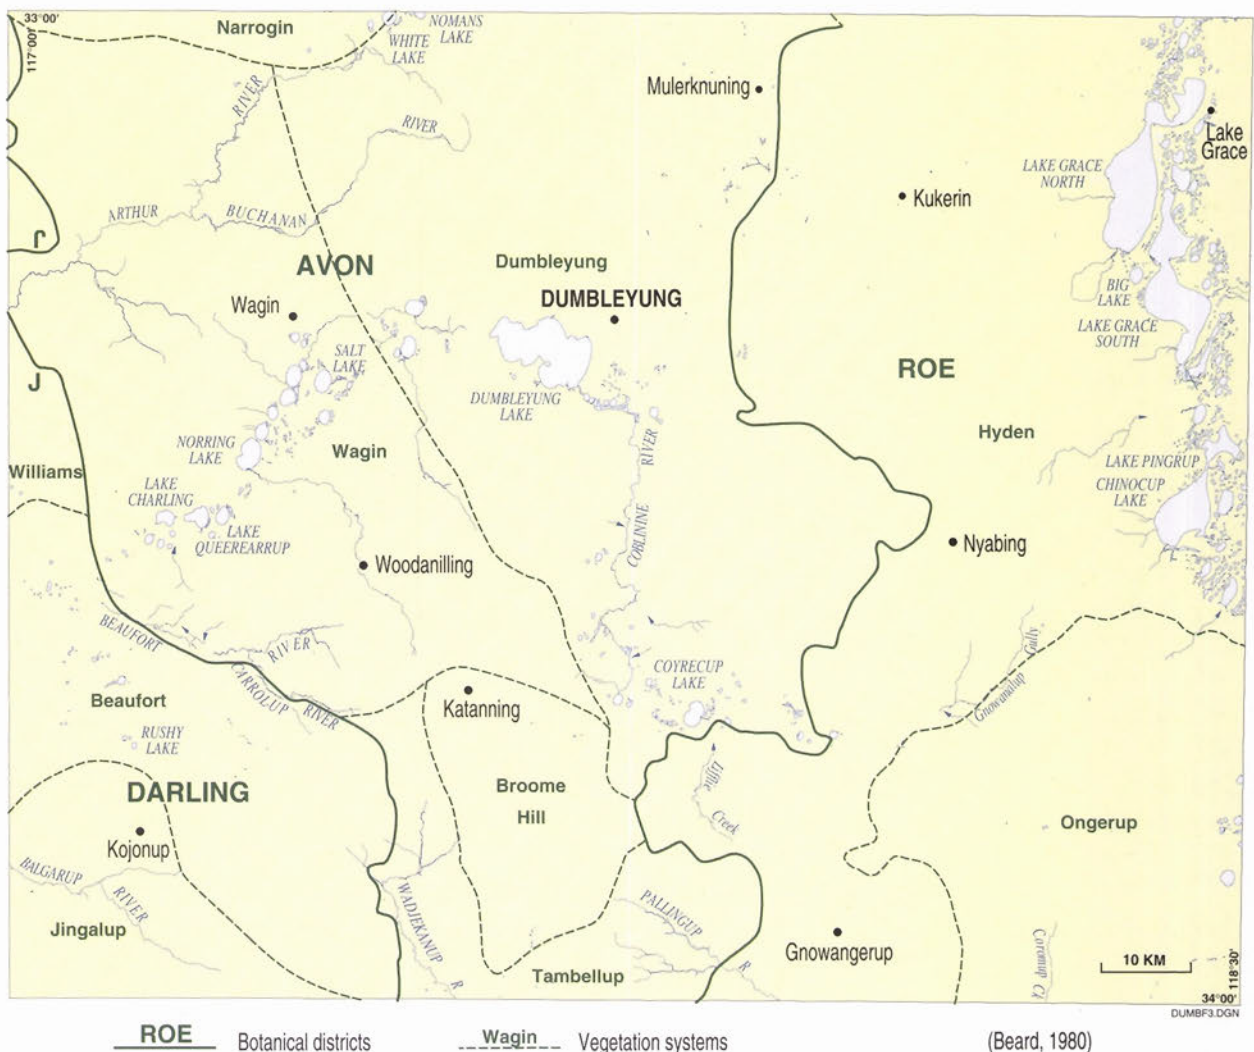 33°00'
117°00'
Narrogin
NOMANS
LAKE
WHITE
LAKE
RIVER
RIVER
Mulerknuning
Lake
Grace
LAKE GRACE
NORTH
Kukerin
ARTHUR
BUCHANAN
AVON
Dumbleyung
DUMBLEYUNG
BIG
LAKE
Wagin
LAKE GRACE
SOUTH
SALT
LAKE
ROE
DUMBLEYUNG
LAKE
J
J
Hyden
NORRING
LAKE
Wagin
RIVER
Williams
LAKE PINGRUP
CHINOCUP
LAKE
LAKE
CHARLING
LAKE
QUEEREARRUP
COBLININE
Nyabing
Woodanilling
BEAUFORT
RIVER
Gully
Gnowanalup
COYRECUP
LAKE
CARROLUP
RIVER
Katanning
Beaufort
RUSHY
LAKE
Uglite
Creek
DARLING
Broome
Hill
Ongerup
Kojonup
BALGARUP
RIVER
WADJEKANUP
R
PALLINGUP
R
Jingalup
Gnowangerup
Tambellup
Coromup Ck
10 KM
118°30'
34°00'
DUMBF3.DGN
ROE Botanical districts
Wagin Vegetation systems
(Beard, 1980)